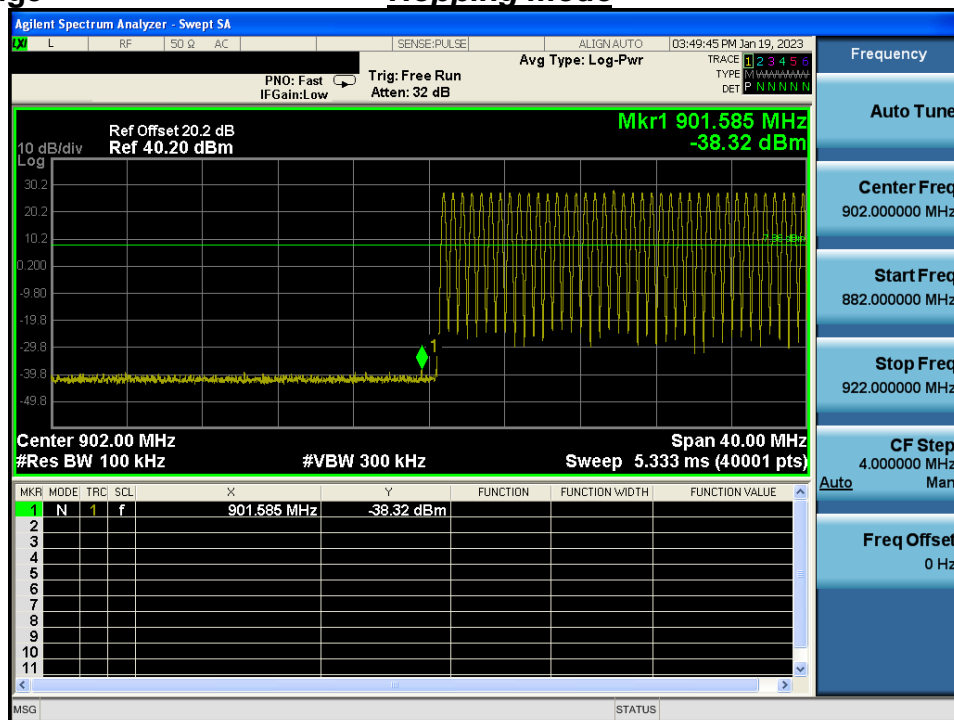 Agilent Spectrum Analyzer - Swept SA
LXI L RF 50 Ω AC SENSE:PULSE ALIGN AUTO 03:49:45 PM Jan 19, 2023
Avg Type: Log-Pwr TRACE 1 2 3 4 5 6
PNO: Fast Trig: Free Run TYPE M
IFGain:Low Atten: 32 dB DET P N N N N N
Ref Offset 20.2 dB Mkr1 901.585 MHz
10 dB/div Ref 40.20 dBm -38.32 dBm
Log
30.2
20.2
10.2
0.200
-9.80
-19.8
-29.8
-39.8
-49.8
1
Center 902.00 MHz Span 40.00 MHz
#Res BW 100 kHz #VBW 300 kHz Sweep 5.333 ms (40001 pts)
MKR MODE TRC SCL X Y FUNCTION FUNCTION WIDTH FUNCTION VALUE
1 N 1 f 901.585 MHz -38.32 dBm
2
3
4
5
6
7
8
9
10
11
MSG STATUS
Frequency
Auto Tune
Center Freq
902.000000 MHz
Start Freq
882.000000 MHz
Stop Freq
922.000000 MHz
CF Step
4.000000 MHz
Auto Man
Freq Offset
0 Hz